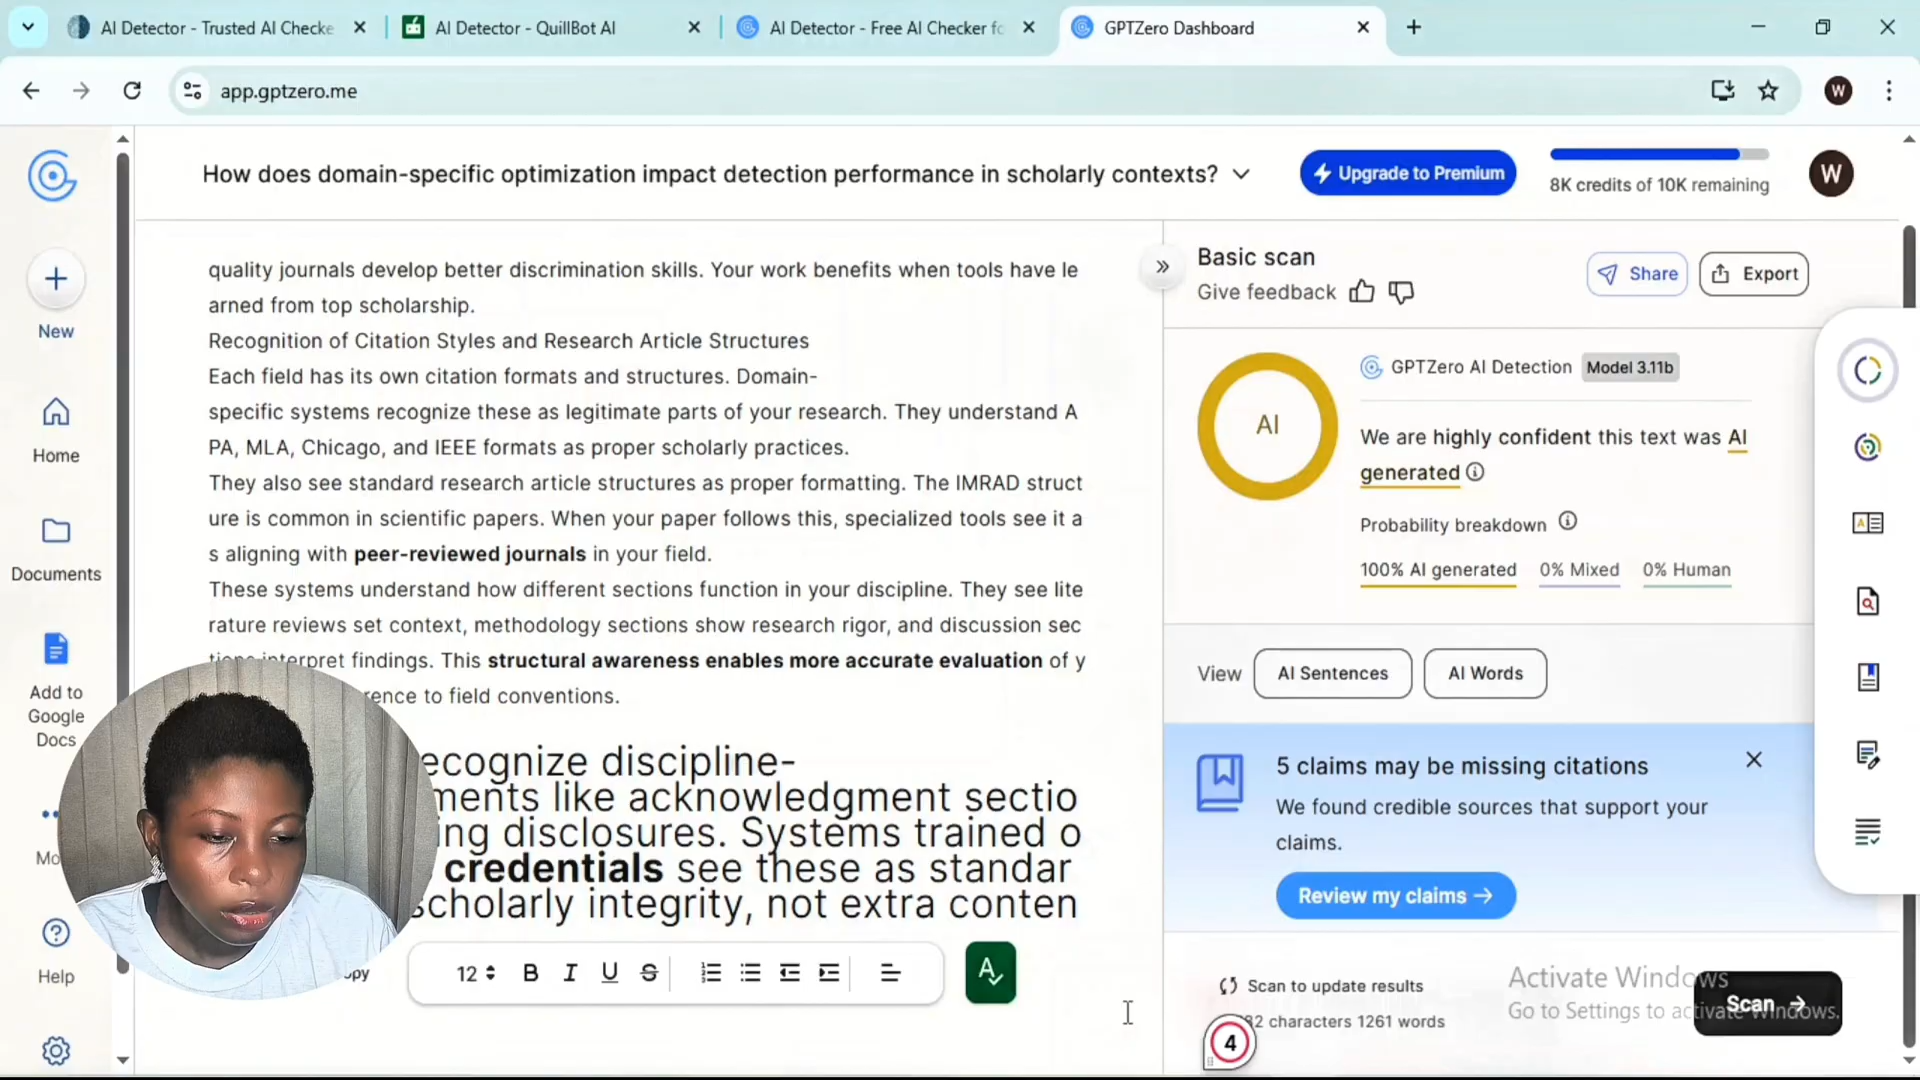 AI Detector - Trusted AI Checke
AI Detector - QuillBot AI
AI Detector - Free AI Checker fo
GPTZero Dashboard
app.gptzero.me
W
How does domain-specific optimization impact detection performance in scholarly contexts?
Upgrade to Premium
8K credits of 10K remaining
W
New
Home
Documents
Add to
Google
Docs
Mo
Help
quality journals develop better discrimination skills. Your work benefits when tools have le
arned from top scholarship.
Recognition of Citation Styles and Research Article Structures
Each field has its own citation formats and structures. Domain-
specific systems recognize these as legitimate parts of your research. They understand A
PA, MLA, Chicago, and IEEE formats as proper scholarly practices.
They also see standard research article structures as proper formatting. The IMRAD struct
ure is common in scientific papers. When your paper follows this, specialized tools see it a
s aligning with peer-reviewed journals in your field.
These systems understand how different sections function in your discipline. They see lite
rature reviews set context, methodology sections show research rigor, and discussion sec
tions interpret findings. This structural awareness enables more accurate evaluation of y
rence to field conventions.
ecognize discipline-
ments like acknowledgment sectio
ing disclosures. Systems trained o
credentials see these as standar
scholarly integrity, not extra conten
opy
12
B I U S
A
Basic scan
Give feedback
Share
Export
AI
GPTZero AI Detection Model 3.11b
We are highly confident this text was AI
generated
Probability breakdown
100% AI generated 0% Mixed 0% Human
View AI Sentences AI Words
5 claims may be missing citations
We found credible sources that support your
claims.
Review my claims →
Scan to update results
82 characters 1261 words
4
Scan →
Activate Windows
Go to Settings to activate Windows.